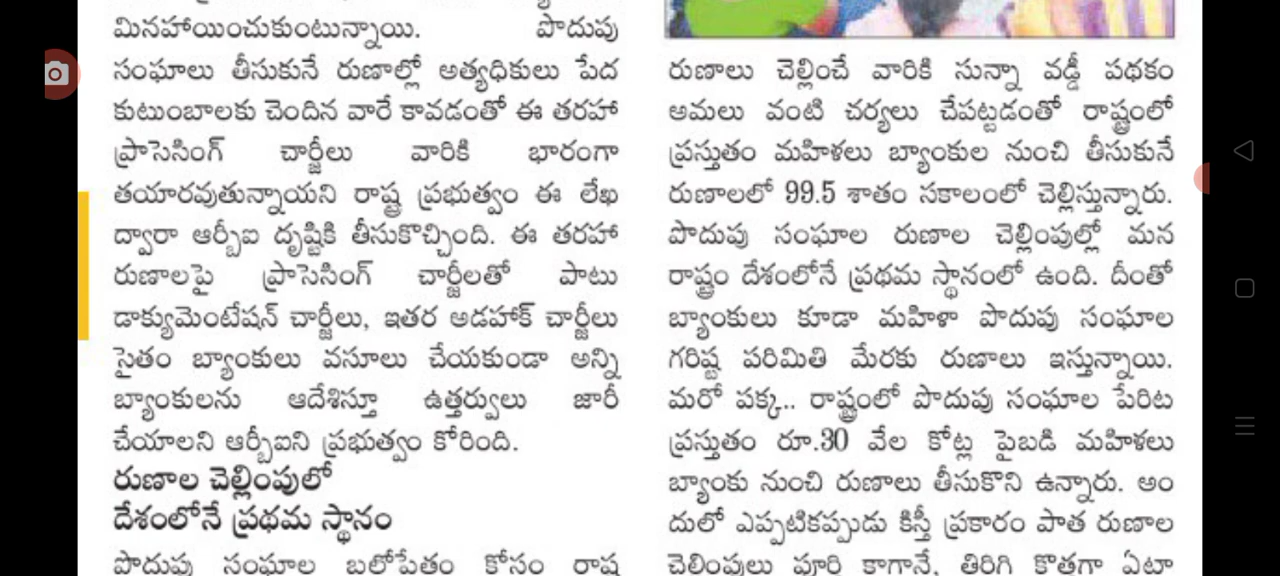 మినహాయించుకుంటున్నాయి. పొదుపు
సంఘాలు తీసుకునే రుణాల్లో అత్యధికులు పేద
కుటుంబాలకు చెందిన వారే కావడంతో ఈ తరహా
ప్రాసెసింగ్ చార్జీలు వారికి భారంగా
తయారవుతున్నాయని రాష్ట్ర ప్రభుత్వం ఈ లేఖ
ద్వారా ఆర్బీఐ దృష్టికి తీసుకొచ్చింది. ఈ తరహా
రుణాలపై ప్రాసెసింగ్ చార్జీలతో పాటు
డాక్యుమెంటేషన్ చార్జీలు, ఇతర అడహాక్ చార్జీలు
సైతం బ్యాంకులు వసూలు చేయకుండా అన్ని
బ్యాంకులను ఆదేశిస్తూ ఉత్తర్వులు జారీ
చేయాలని ఆర్బీఐని ప్రభుత్వం కోరింది.
రుణాల చెల్లింపులో
దేశంలోనే ప్రథమ స్థానం
పొదుపు సంఘాల బలోపేతం కోసం రాష్ట్ర
రుణాలు చెల్లించే వారికి సున్నా వడ్డీ పథకం
అమలు వంటి చర్యలు చేపట్టడంతో రాష్ట్రంలో
ప్రస్తుతం మహిళలు బ్యాంకుల నుంచి తీసుకునే
రుణాలలో 99.5 శాతం సకాలంలో చెల్లిస్తున్నారు.
పొదుపు సంఘాల రుణాల చెల్లింపుల్లో మన
రాష్ట్రం దేశంలోనే ప్రథమ స్థానంలో ఉంది. దీంతో
బ్యాంకులు కూడా మహిళా పొదుపు సంఘాల
గరిష్ట పరిమితి మేరకు రుణాలు ఇస్తున్నాయి.
మరో పక్క.. రాష్ట్రంలో పొదుపు సంఘాల పేరిట
ప్రస్తుతం రూ.30 వేల కోట్ల పైబడి మహిళలు
బ్యాంకు నుంచి రుణాలు తీసుకొని ఉన్నారు. అం
దులో ఎప్పటికప్పుడు కిస్తీ ప్రకారం పాత రుణాల
చెల్లింపులు పూర్తి కాగానే, తిరిగి కొత్తగా ఏటా